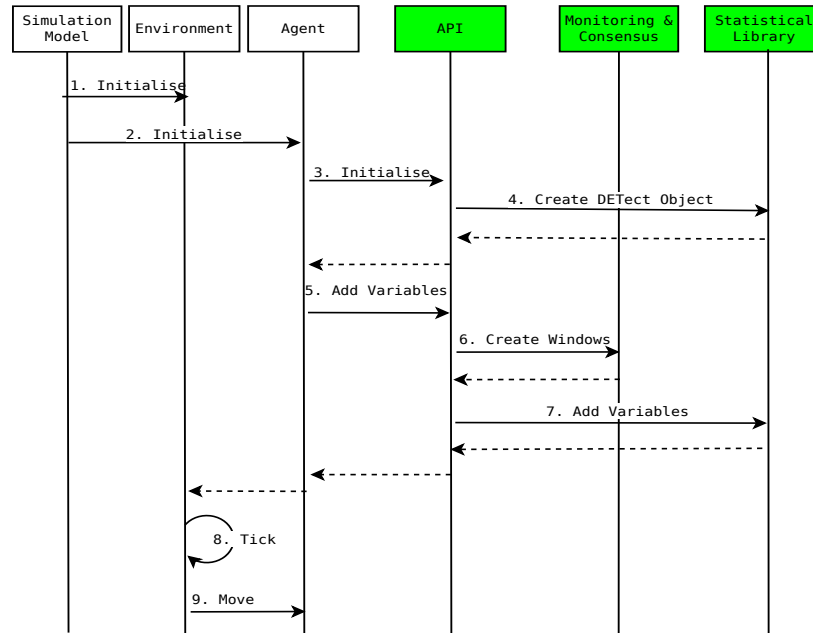 Simulation
Model
Environment
Agent
API
Monitoring &
Consensus
Statistical
Library
1. Initialise
2. Initialise
3. Initialise
4. Create DETect Object
5. Add Variables
6. Create Windows
7. Add Variables
8. Tick
9. Move